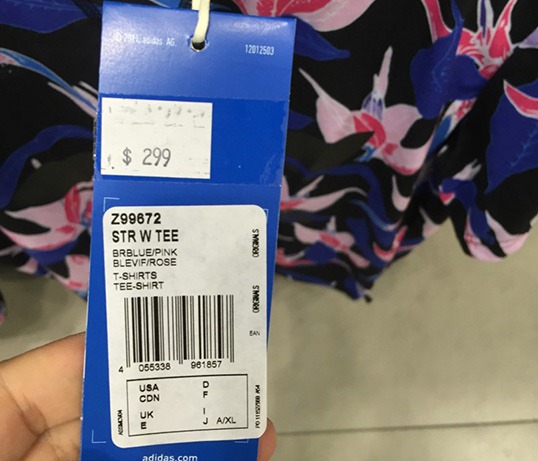 adidas AG.
12012503
$ 299
Z99672
STR W TEE
BRBLUE/PINK
BLEVIF/ROSE
T-SHIRTS
TEE-SHIRT
ORIGINALS
ORIGINALS
EAN
4 055338 961857
USA D
CDN F
UK I
E J A/XL
adidas.com